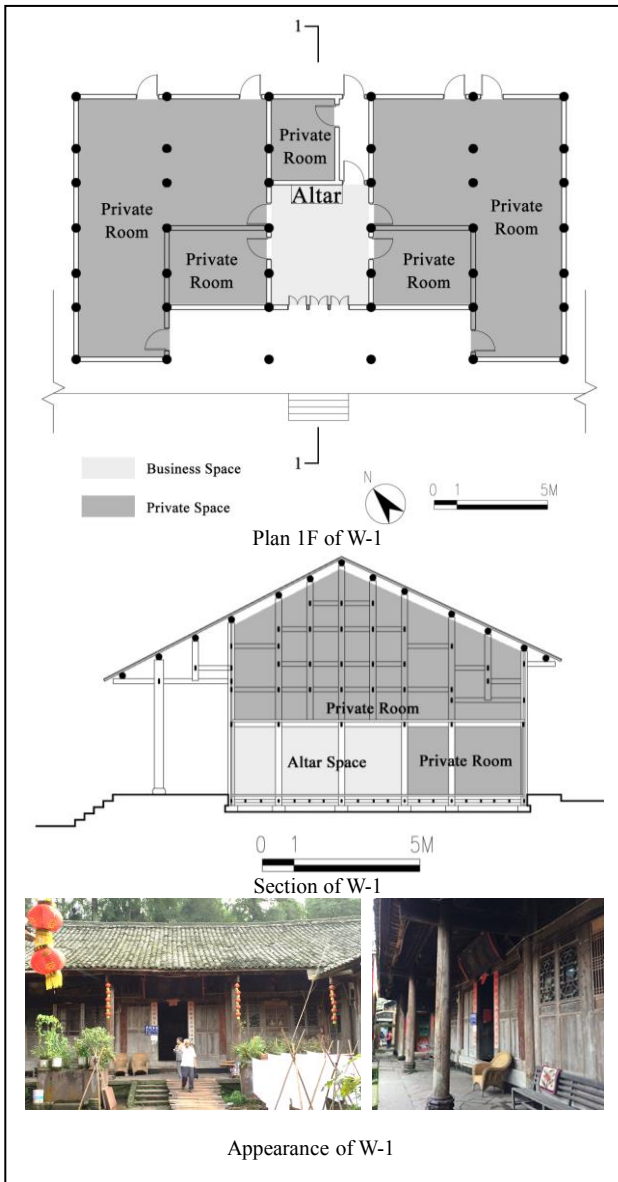 1
Private
Room
Altar
Private
Room
Private
Room
Private
Room
Private
Room
1
Business Space
Private Space
N
0 1 5M
Plan 1F of W-1
Private Room
Altar Space
Private Room
0 1 5M
Section of W-1
Appearance of W-1